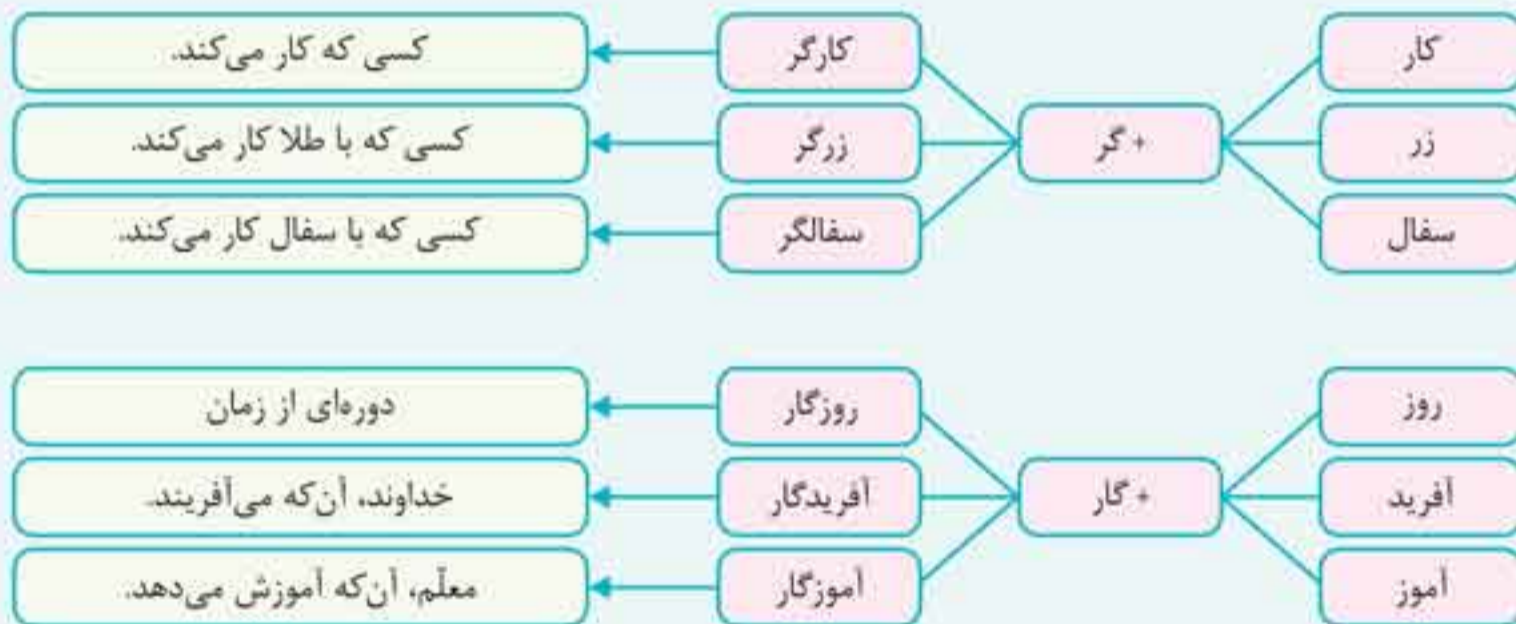 کار
زر
سفال
+ گر
کارگر
زرگر
سفالگر
کسی که کار می‌کند.
کسی که با طلا کار می‌کند.
کسی که با سفال کار می‌کند.
روز
آفرید
آموز
+ گار
روزگار
آفریدگار
آموزگار
دوره‌ای از زمان
خداوند، آن‌که می‌آفریند.
معلّم، آن‌که آموزش می‌دهد.